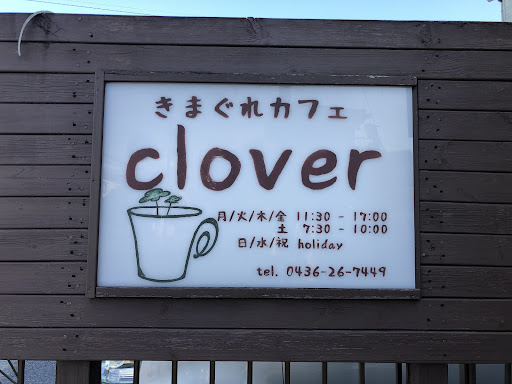 きまぐれカフェ
clover
月/火/木/金 11:30 - 17:00
土 7:30 - 10:00
日/水/祝 holiday
tel. 0436-26-7449